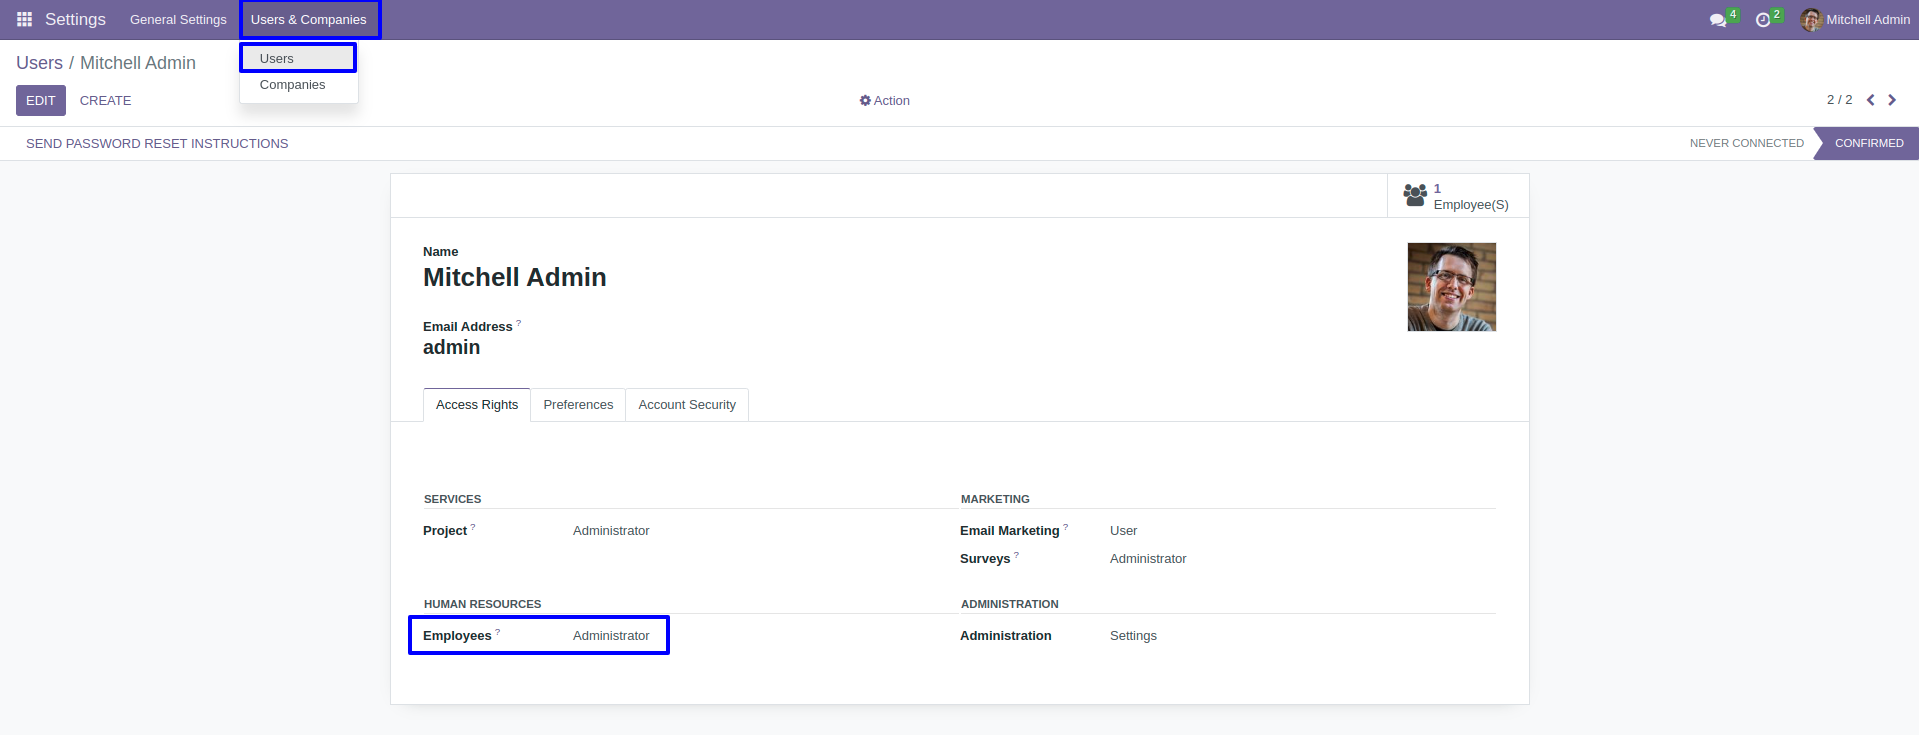 Settings General Settings Users & Companies 4 2 Mitchell Admin
Users
Companies
Users / Mitchell Admin
EDIT CREATE Action 2 / 2
SEND PASSWORD RESET INSTRUCTIONS NEVER CONNECTED CONFIRMED
1
Employee(S)
Name
Mitchell Admin
Email Address ?
admin
Access Rights Preferences Account Security
SERVICES MARKETING
Project ? Administrator Email Marketing ? User
Surveys ? Administrator
HUMAN RESOURCES ADMINISTRATION
Employees ? Administrator Administration Settings